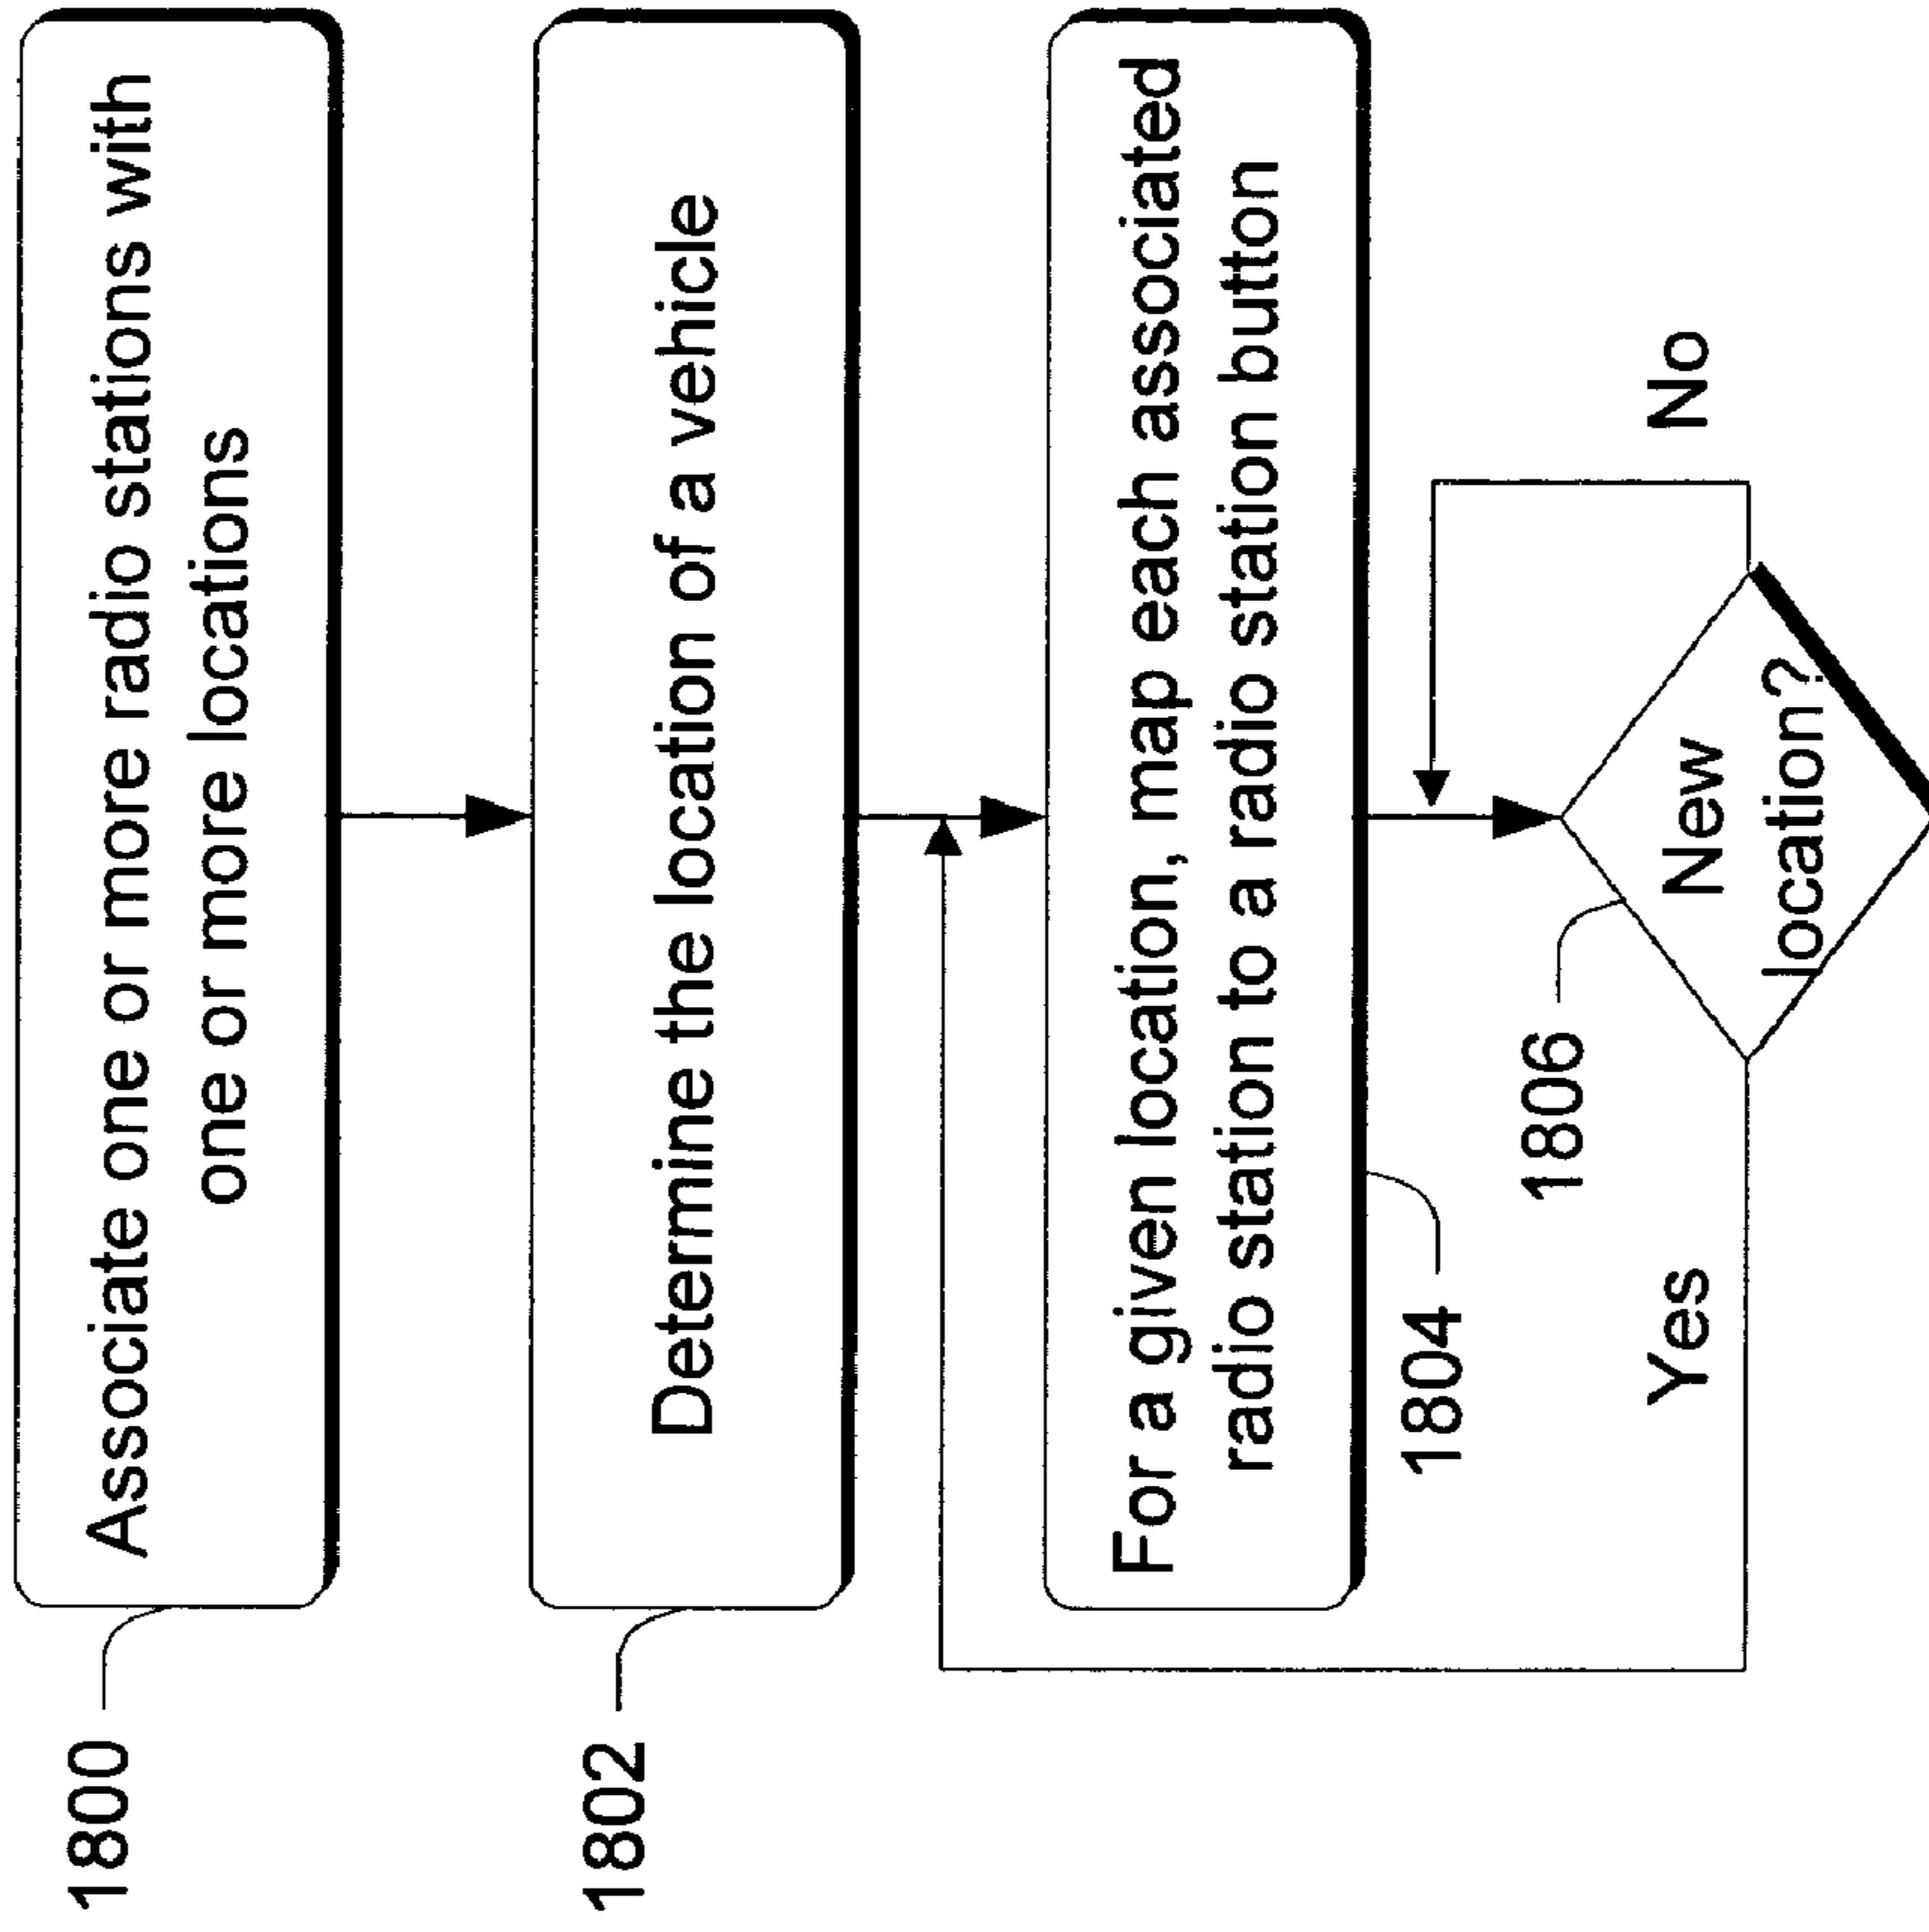 1800
Associate one or more radio stations with
one or more locations
1802
Determine the location of a vehicle
For a given location, map each associated
radio station to a radio station button
1804
1806
Yes
New
location?
No